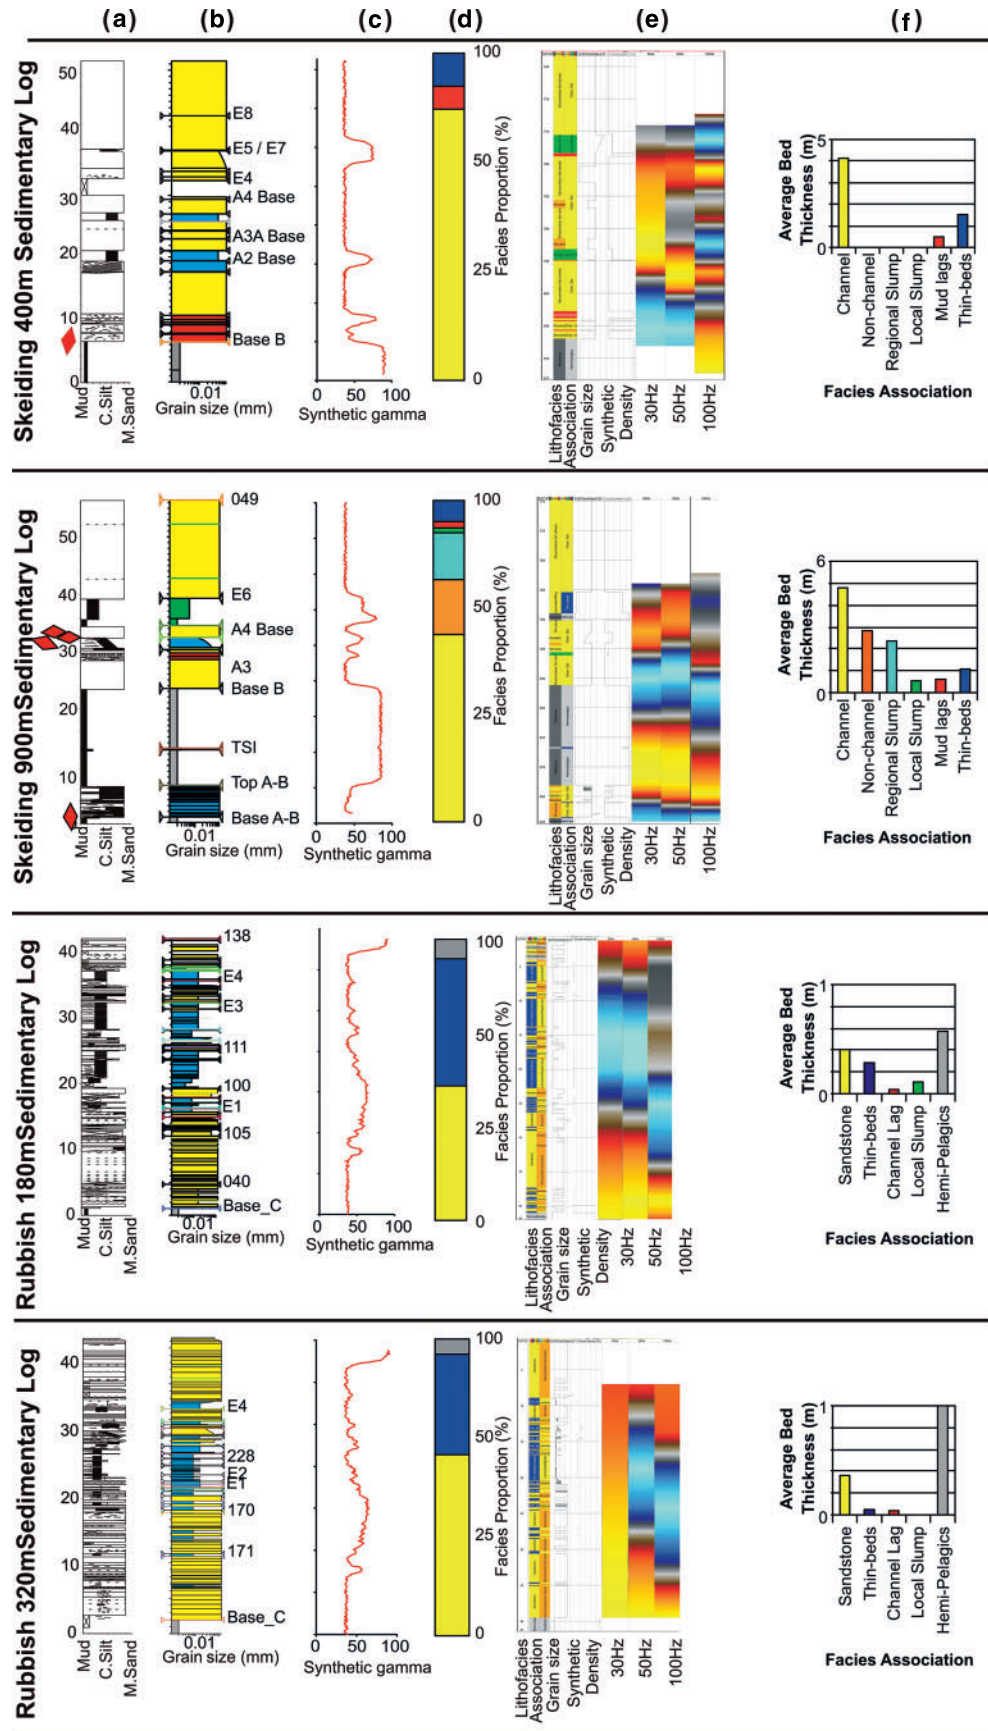 (a) (b) (c) (d) (e) (f)
Skeiding 400m Sedimentary Log
50
40
30
20
10
0
Mud
C.Silt
M.Sand
E8
E5 / E7
E4
A4 Base
A3A Base
A2 Base
Base B
0.01
Grain size (mm)
0 50 100
Synthetic gamma
100
50
25
0
Facies Proportion (%)
Lithofacies
Association
Grain size
Synthetic
Density
30Hz
50Hz
100Hz
Average Bed
Thickness (m)
5
0
Channel
Non-channel
Regional Slump
Local Slump
Mud lags
Thin-beds
Facies Association
Skeiding 900mSedimentary Log
50
40
30
20
10
0
Mud
C.Silt
M.Sand
049
E6
A4 Base
A3
Base B
TSI
Top A-B
Base A-B
0.01
Grain size (mm)
0 50 100
Synthetic gamma
100
50
25
0
Facies Proportion (%)
Lithofacies
Association
Grain size
Synthetic
Density
30Hz
50Hz
100Hz
Average Bed
Thickness (m)
6
0
Channel
Non-channel
Regional Slump
Local Slump
Mud lags
Thin-beds
Facies Association
Rubbish 180mSedimentary Log
40
30
20
10
0
Mud
C.Silt
M.Sand
138
E4
E3
111
100
E1
105
040
Base_C
0.01
Grain size (mm)
0 50 100
Synthetic gamma
100
50
25
0
Facies Proportion (%)
Lithofacies
Association
Grain size
Synthetic
Density
30Hz
50Hz
100Hz
Average Bed
Thickness (m)
1
0
Sandstone
Thin-beds
Channel Lag
Local Slump
Hemi-Pelagics
Facies Association
Rubbish 320mSedimentary Log
40
30
20
10
0
Mud
C.Silt
M.Sand
E4
228
E2
E1
170
171
Base_C
0.01
Grain size (mm)
0 50 100
Synthetic gamma
100
50
25
0
Facies Proportion (%)
Lithofacies
Association
Grain size
Synthetic
Density
30Hz
50Hz
100Hz
Average Bed
Thickness (m)
1
0
Sandstone
Thin-beds
Channel Lag
Local Slump
Hemi-Pelagics
Facies Association